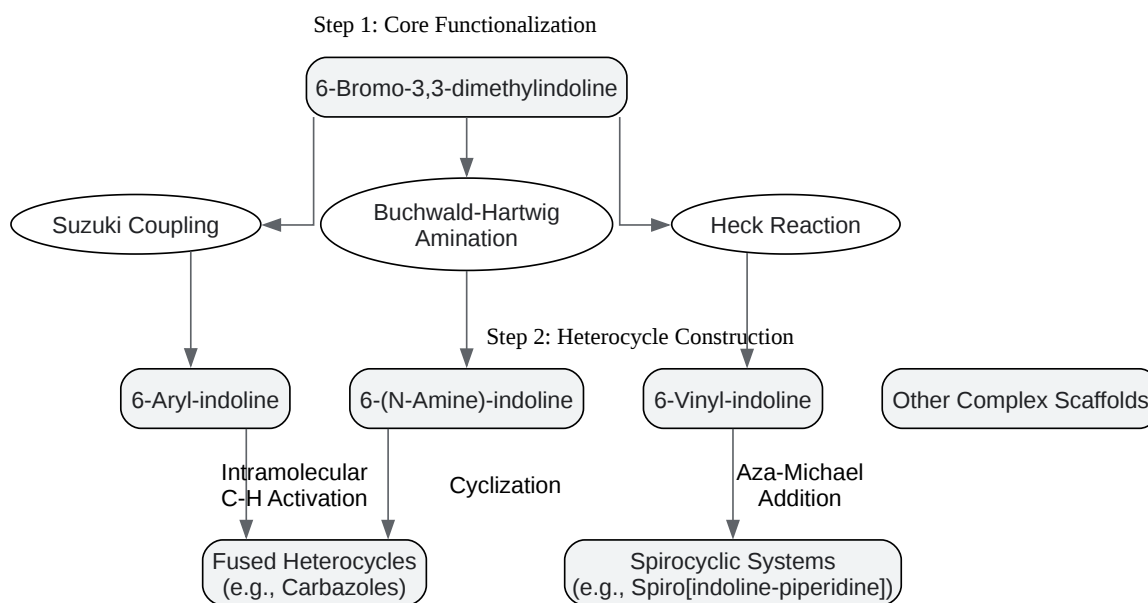 Step 1: Core Functionalization
6-Bromo-3,3-dimethylindoline
Suzuki Coupling
Buchwald-Hartwig
Amination
Heck Reaction
Step 2: Heterocycle Construction
6-Aryl-indoline
6-(N-Amine)-indoline
6-Vinyl-indoline
Other Complex Scaffolds
Intramolecular
C-H Activation
Cyclization
Aza-Michael
Addition
Fused Heterocycles
(e.g., Carbazoles)
Spirocyclic Systems
(e.g., Spiro[indoline-piperidine])